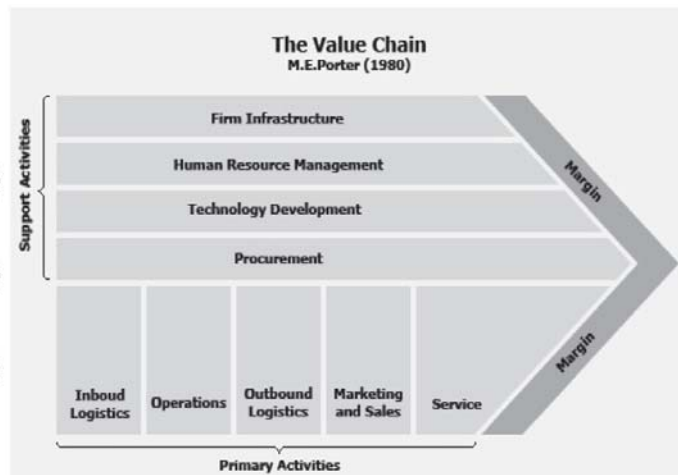 The Value Chain
M.E.Porter (1980)
Support Activities
Firm Infrastructure
Human Resource Management
Technology Development
Procurement
Margin
Margin
Inboud
Logistics
Operations
Outbound
Logistics
Marketing
and Sales
Service
Primary Activities